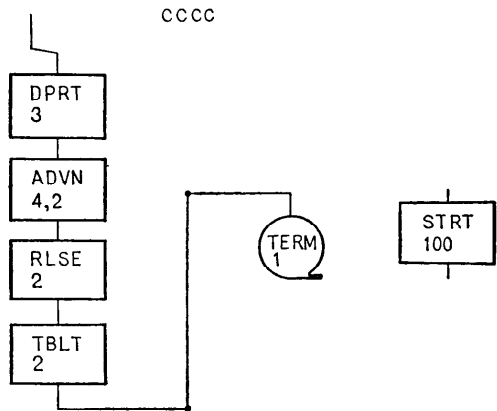 CCCC
DPRT
3
ADVN
4,2
RLSE
2
TBLT
2
TERM
1
STRT
100